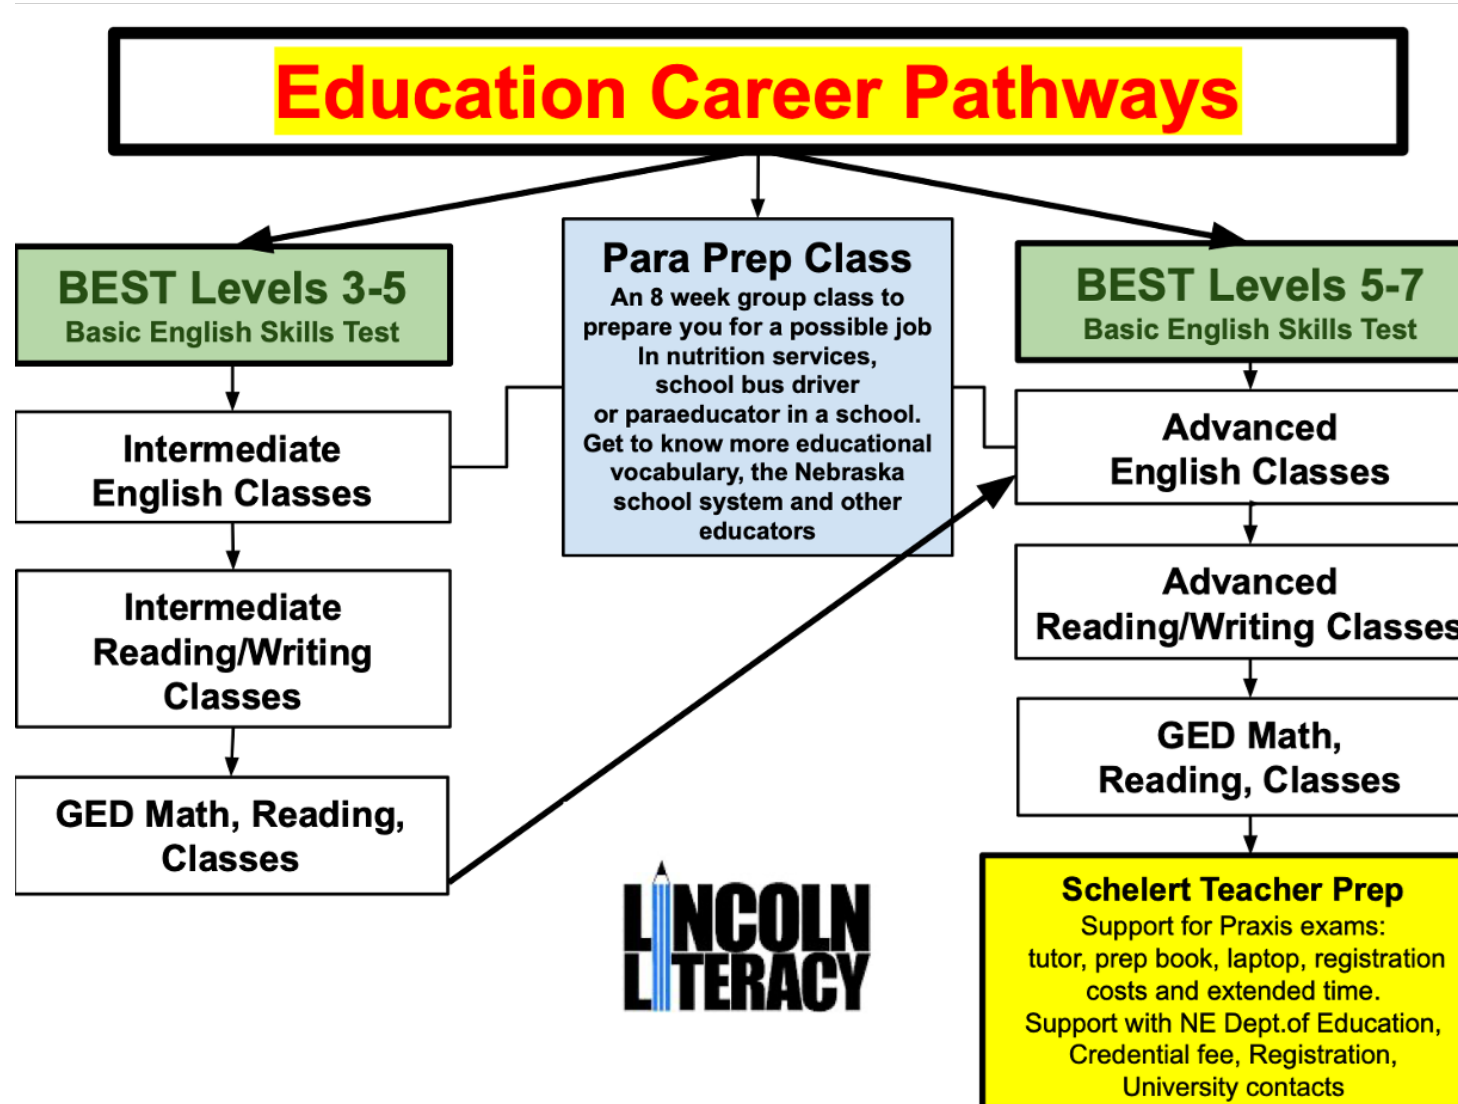 Education Career Pathways
BEST Levels 3-5
Basic English Skills Test
Intermediate
English Classes
Intermediate
Reading/Writing
Classes
GED Math, Reading,
Classes
Para Prep Class
An 8 week group class to
prepare you for a possible job
In nutrition services,
school bus driver
or paraeducator in a school.
Get to know more educational
vocabulary, the Nebraska
school system and other
educators
BEST Levels 5-7
Basic English Skills Test
Advanced
English Classes
Advanced
Reading/Writing Classes
GED Math,
Reading, Classes
Schelert Teacher Prep
Support for Praxis exams:
tutor, prep book, laptop, registration
costs and extended time.
Support with NE Dept.of Education,
Credential fee, Registration,
University contacts
LINCOLN
LITERACY